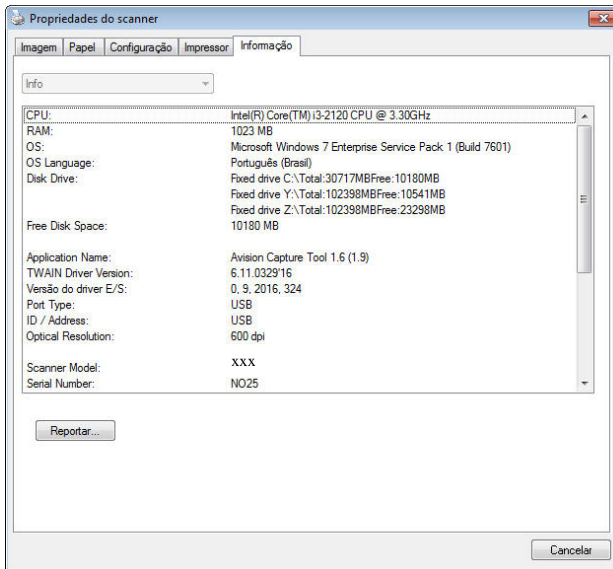 Propriedades do scanner
Imagem Papel Configuração Impressor Informação
Info
CPU: Intel(R) Core(TM) i3-2120 CPU @ 3.30GHz
RAM: 1023 MB
OS: Microsoft Windows 7 Enterprise Service Pack 1 (Build 7601)
OS Language: Português (Brasil)
Disk Drive: Fixed drive C:\Total:30717MBFree:10180MB
Fixed drive Y:\Total:102398MBFree:10541MB
Fixed drive Z:\Total:102398MBFree:23298MB
Free Disk Space: 10180 MB
Application Name: Avision Capture Tool 1.6 (1.9)
TWAIN Driver Version: 6.11.0329'16
Versão do driver E/S: 0, 9, 2016, 324
Port Type: USB
ID / Address: USB
Optical Resolution: 600 dpi
Scanner Model: xxx
Serial Number: NO25
Reportar...
Cancelar